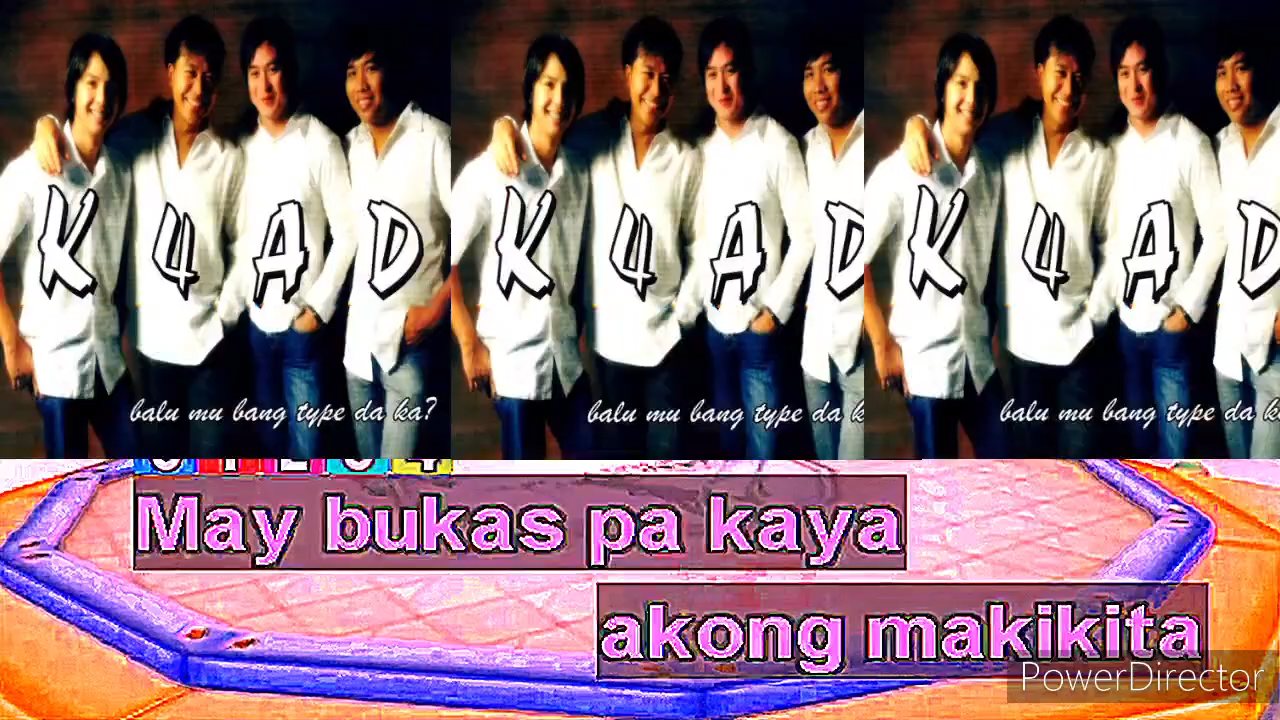 K4AD K4AD K4AD
balu mu bang type da ka? balu mu bang type da k balu mu bang type da k
May bukas pa kaya
akong makikita
PowerDirector